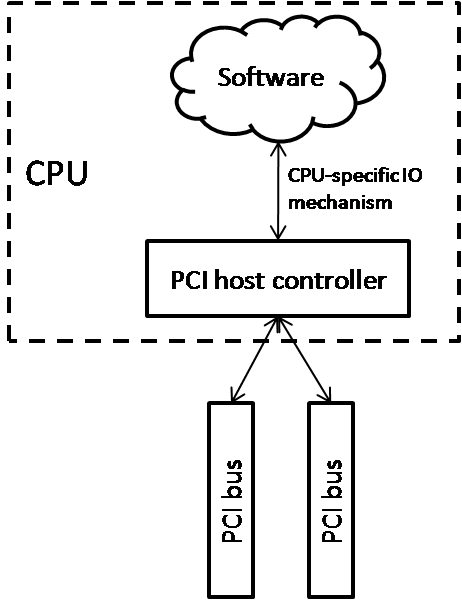 Software
CPU
CPU-specific IO
mechanism
PCI host controller
PCI bus
PCI bus